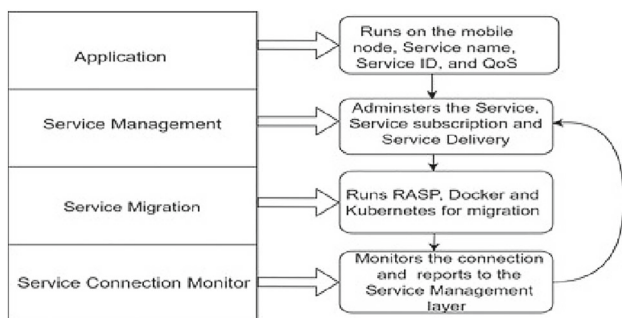 Application
Runs on the mobile
node, Service name,
Service ID, and QoS
Service Management
Adminsters the Service,
Service subscription and
Service Delivery
Service Migration
Runs RASP, Docker and
Kubernetes for migration
Service Connection Monitor
Monitors the connection
and reports to the
Service Management
layer